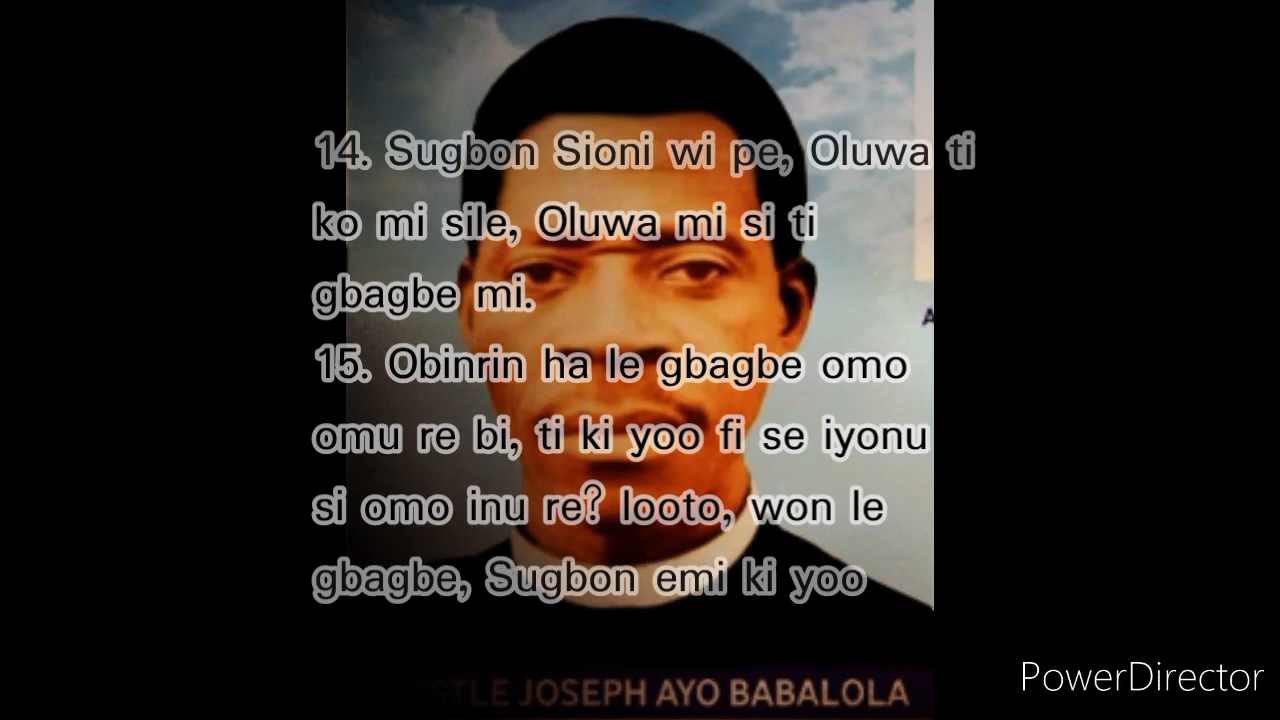 14. Sugbon Sioni wi pe, Oluwa ti
ko mi sile, Oluwa mi si ti
gbagbe mi.
15. Obinrin ha le gbagbe omo
omu re bi, ti ki yoo fi se iyonu
si omo inu re? looto, won le
gbagbe, Sugbon emi ki yoo
JOSEPH AYO BABALOLA
PowerDirector